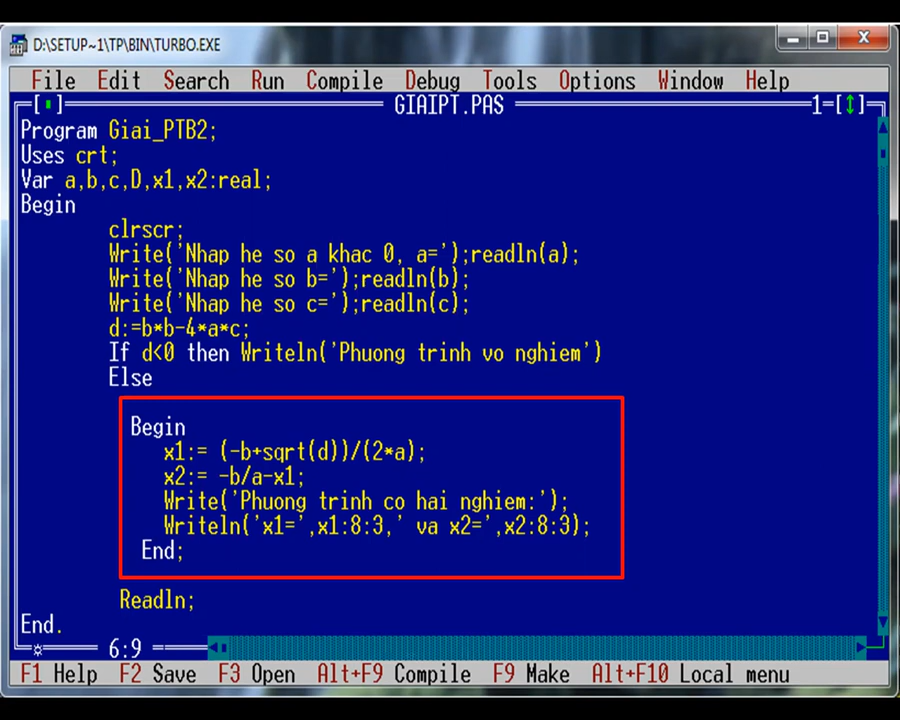 D:\SETUP~1\TP\BIN\TURBO.EXE
File Edit Search Run Compile Debug Tools Options Window Help
[■] GIAIPT.PAS 1=[↕]
Program Giai_PTB2;
Uses crt;
Var a,b,c,D,x1,x2:real;
Begin
clrscr;
Write('Nhap he so a khac 0, a=');readln(a);
Write('Nhap he so b=');readln(b);
Write('Nhap he so c=');readln(c);
d:=b*b-4*a*c;
If d<0 then Writeln('Phuong trinh vo nghiem')
Else
Begin
x1:= (-b+sqrt(d))/(2*a);
x2:= -b/a-x1;
Write('Phuong trinh co hai nghiem:');
Writeln('x1=',x1:8:3,' va x2=',x2:8:3);
End;
Readln;
End.
6:9
F1 Help F2 Save F3 Open Alt+F9 Compile F9 Make Alt+F10 Local menu